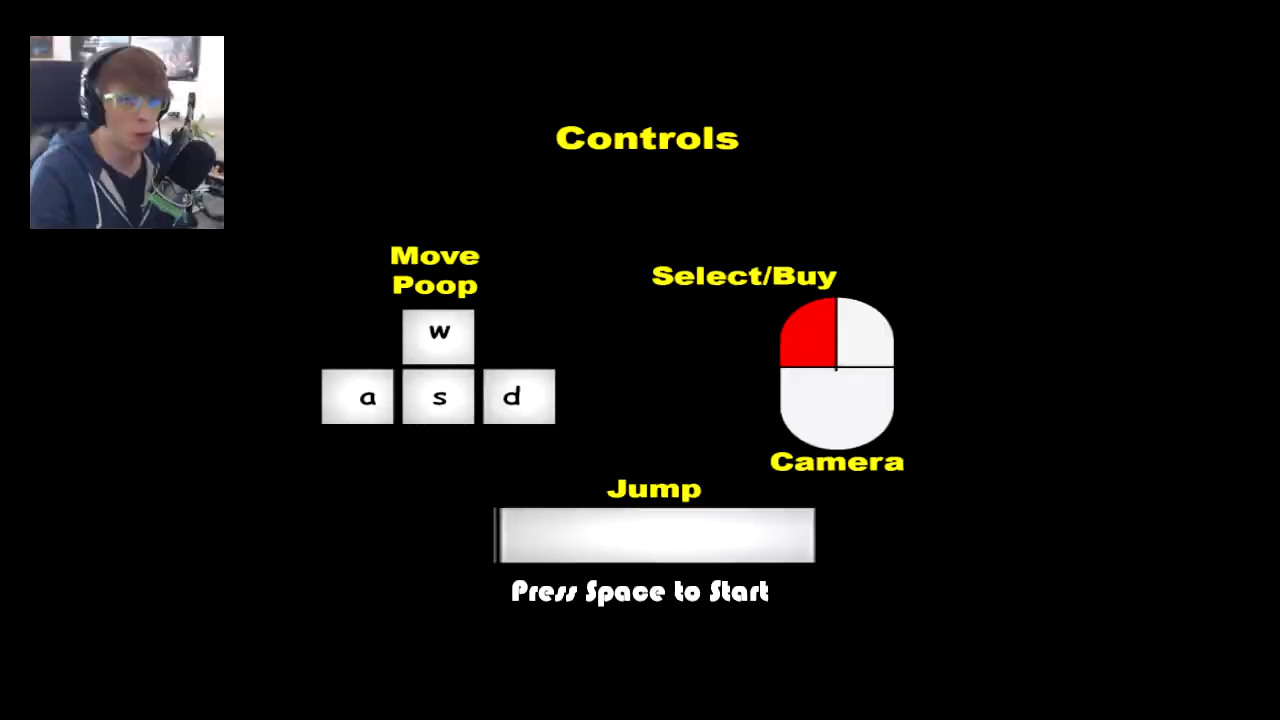 Controls
Move
Poop
Select/Buy
w
a s d
Camera
Jump
Press Space to Start